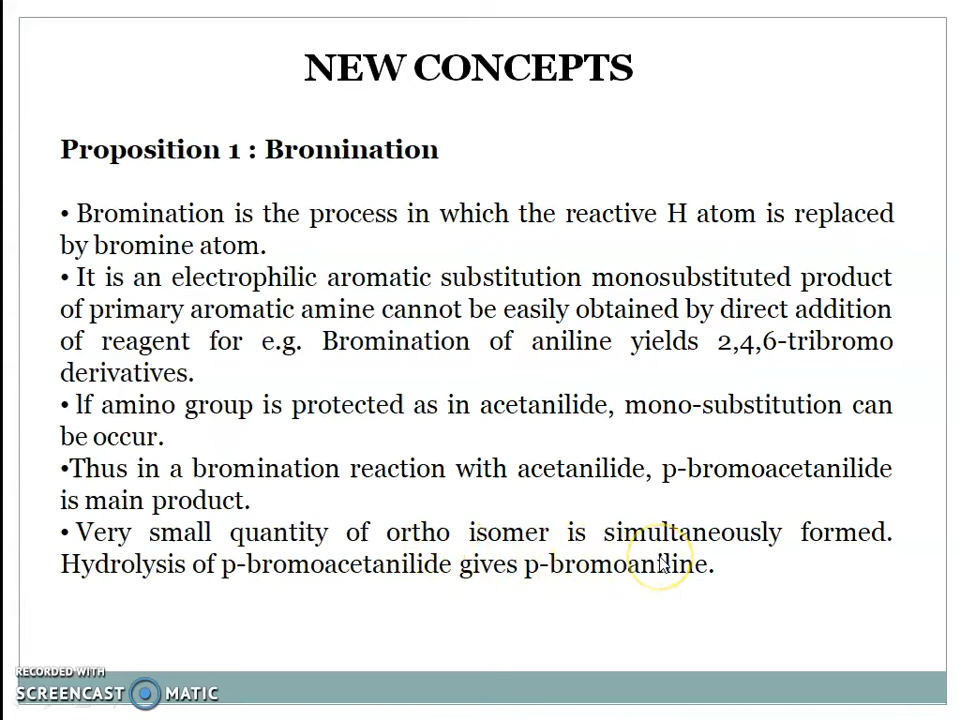 NEW CONCEPTS
Proposition 1 : Bromination
• Bromination is the process in which the reactive H atom is replaced
by bromine atom.
• It is an electrophilic aromatic substitution monosubstituted product
of primary aromatic amine cannot be easily obtained by direct addition
of reagent for e.g. Bromination of aniline yields 2,4,6-tribromo
derivatives.
• lf amino group is protected as in acetanilide, mono-substitution can
be occur.
•Thus in a bromination reaction with acetanilide, p-bromoacetanilide
is main product.
• Very small quantity of ortho isomer is simultaneously formed.
Hydrolysis of p-bromoacetanilide gives p-bromoaniline.
RECORDED WITH
SCREENCAST MATIC